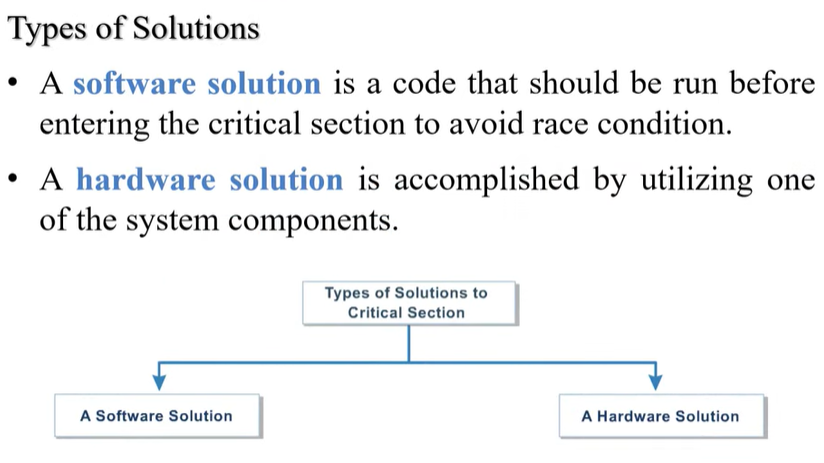 Types of Solutions
• A software solution is a code that should be run before
entering the critical section to avoid race condition.
• A hardware solution is accomplished by utilizing one
of the system components.
Types of Solutions to
Critical Section
A Software Solution
A Hardware Solution